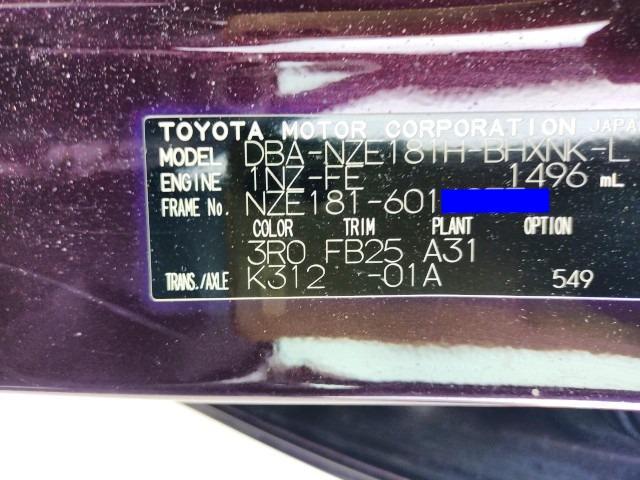 TOYOTA MOTOR CORPORATION JAPA
MODEL DBA-NZE181H-BHXNK-L
ENGINE 1NZ-FE 1496 mL
FRAME No. NZE181-601
COLOR TRIM PLANT OPTION
3R0 FB25 A31
TRANS./AXLE K312 -01A 549